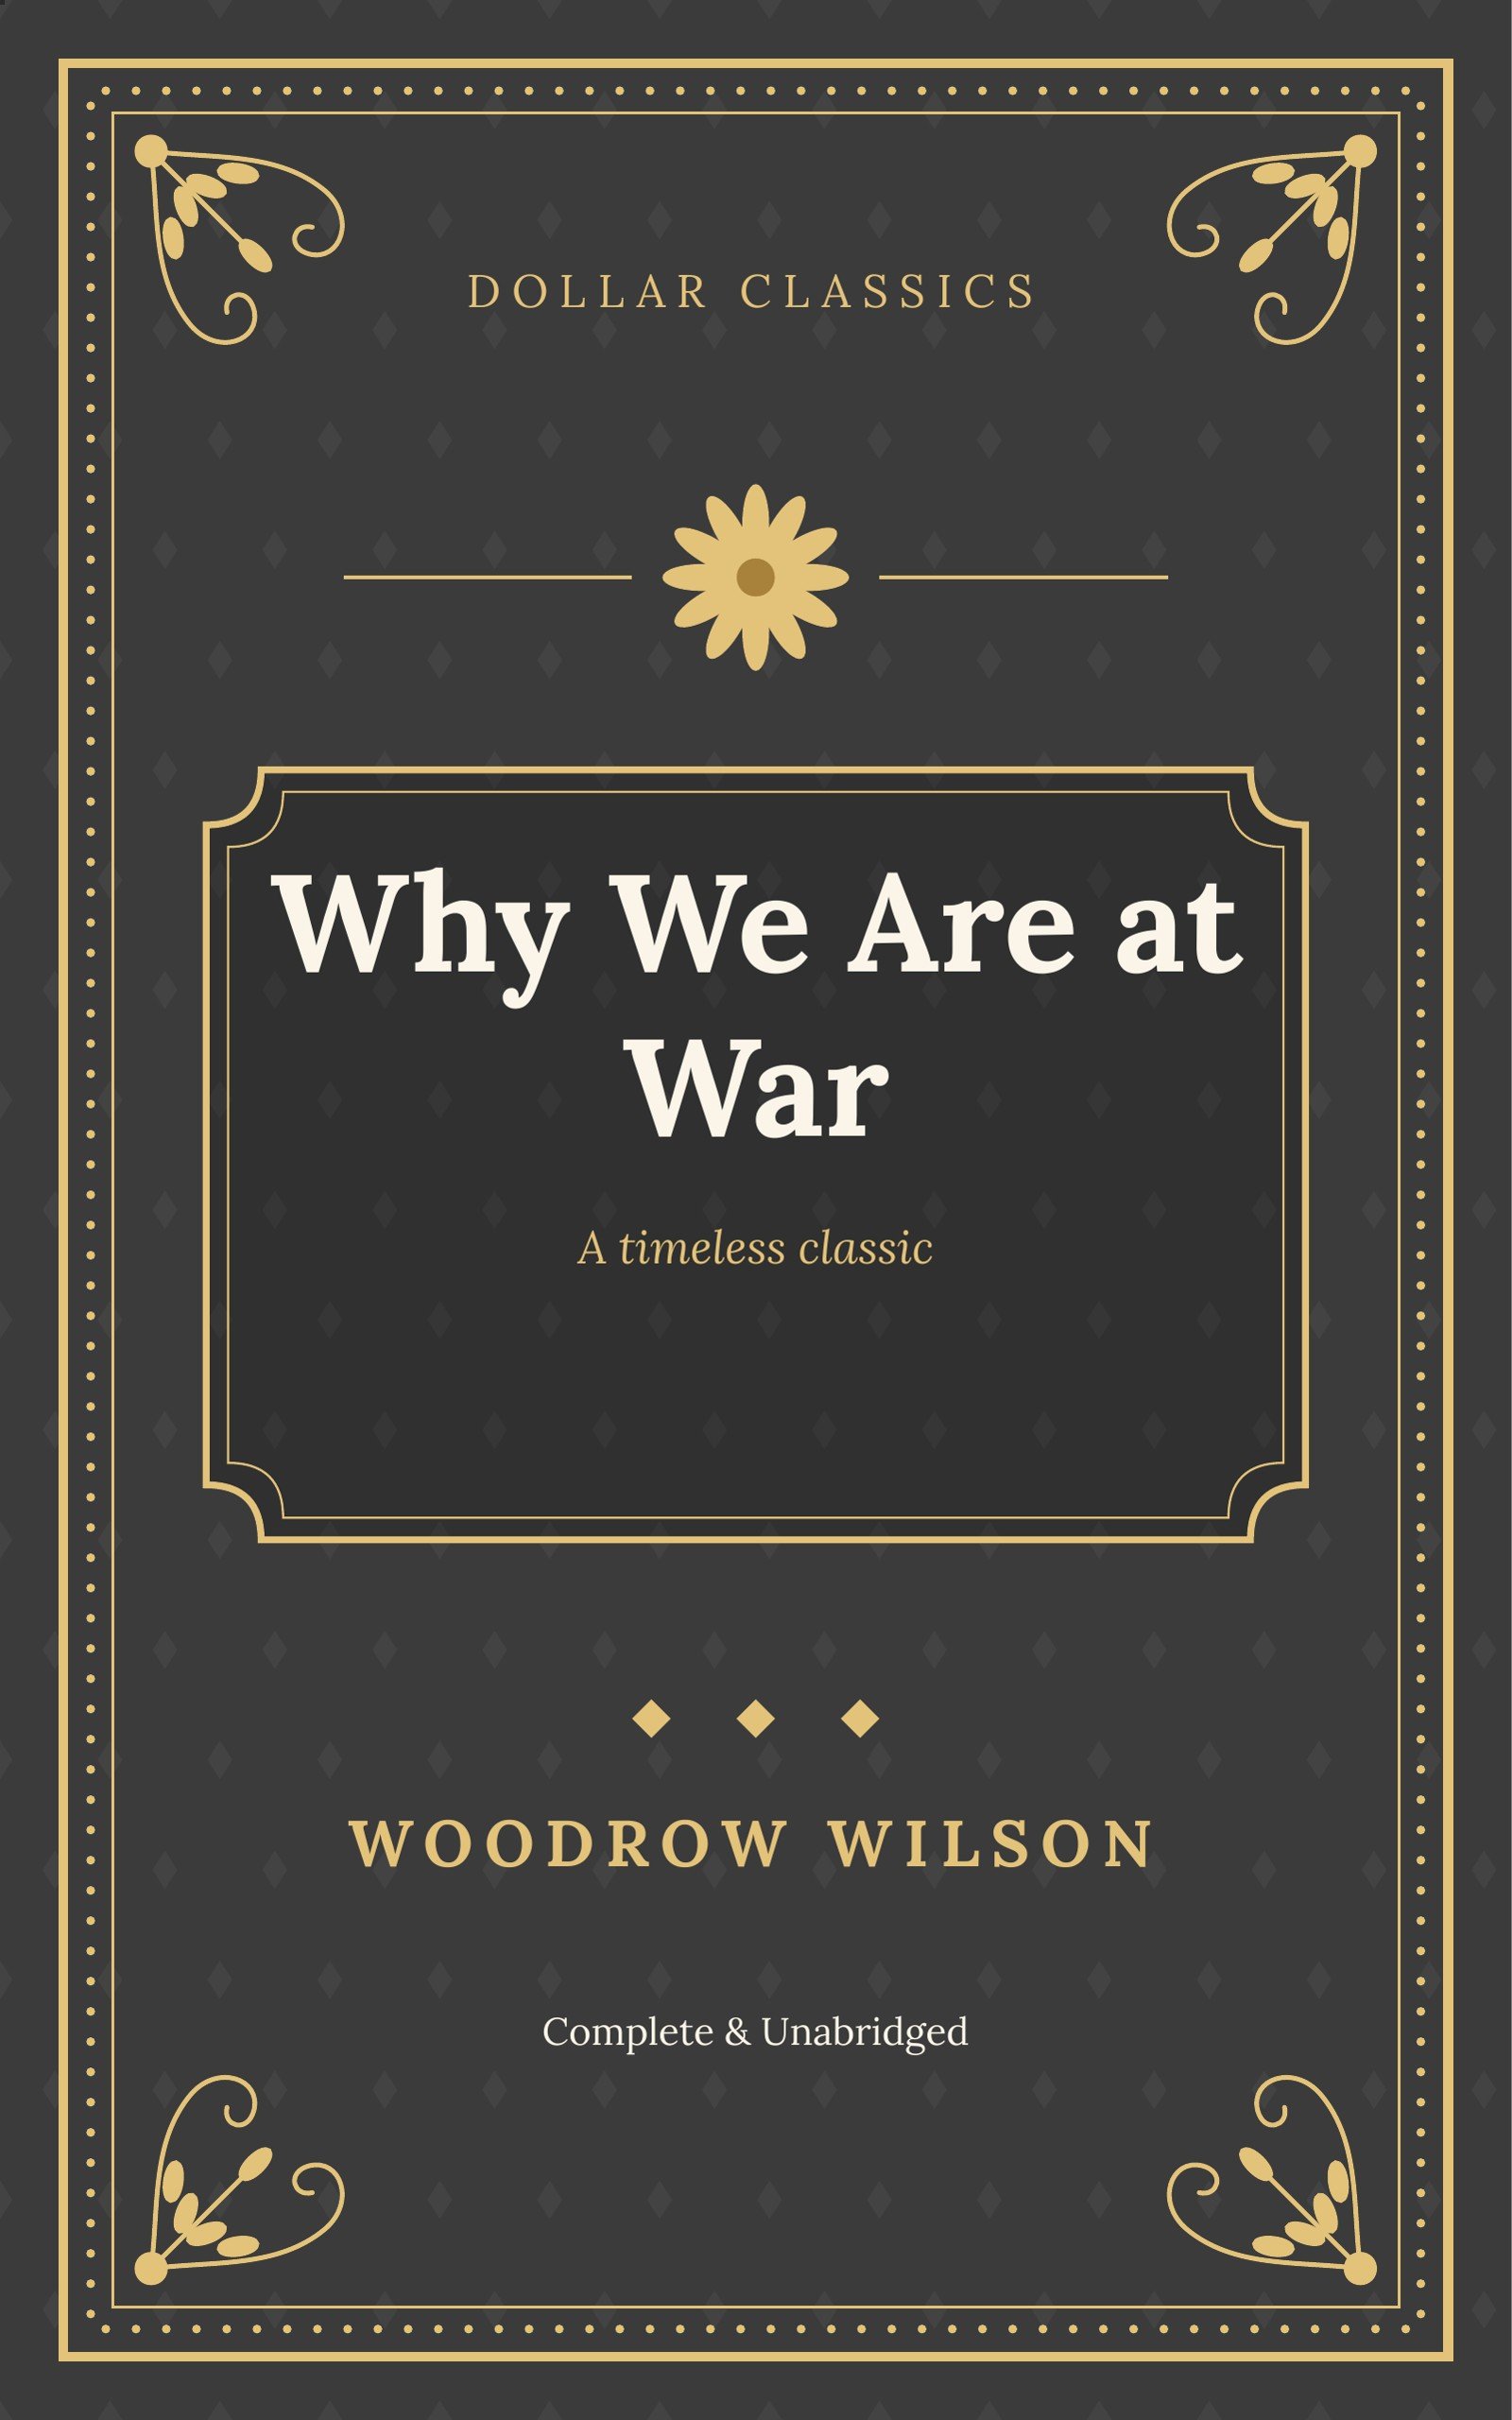 DOLLAR CLASSICS
Why We Are at
War
A timeless classic
WOODROW WILSON
Complete & Unabridged